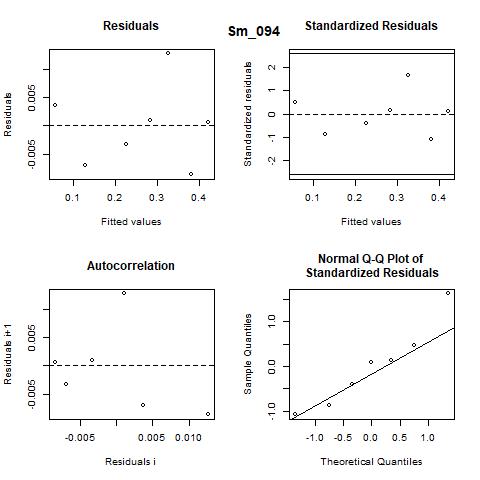 Sm_094
Residuals
Residuals
0.005
-0.005
0.1 0.2 0.3 0.4
Fitted values
Standardized Residuals
Standardized residuals
2
1
0
-1
-2
0.1 0.2 0.3 0.4
Fitted values
Autocorrelation
Residuals i+1
0.005
-0.005
-0.005 0.005 0.010
Residuals i
Normal Q-Q Plot of
Standardized Residuals
Sample Quantiles
1.0
0.0
-1.0
-1.0 0.0 0.5 1.0
Theoretical Quantiles